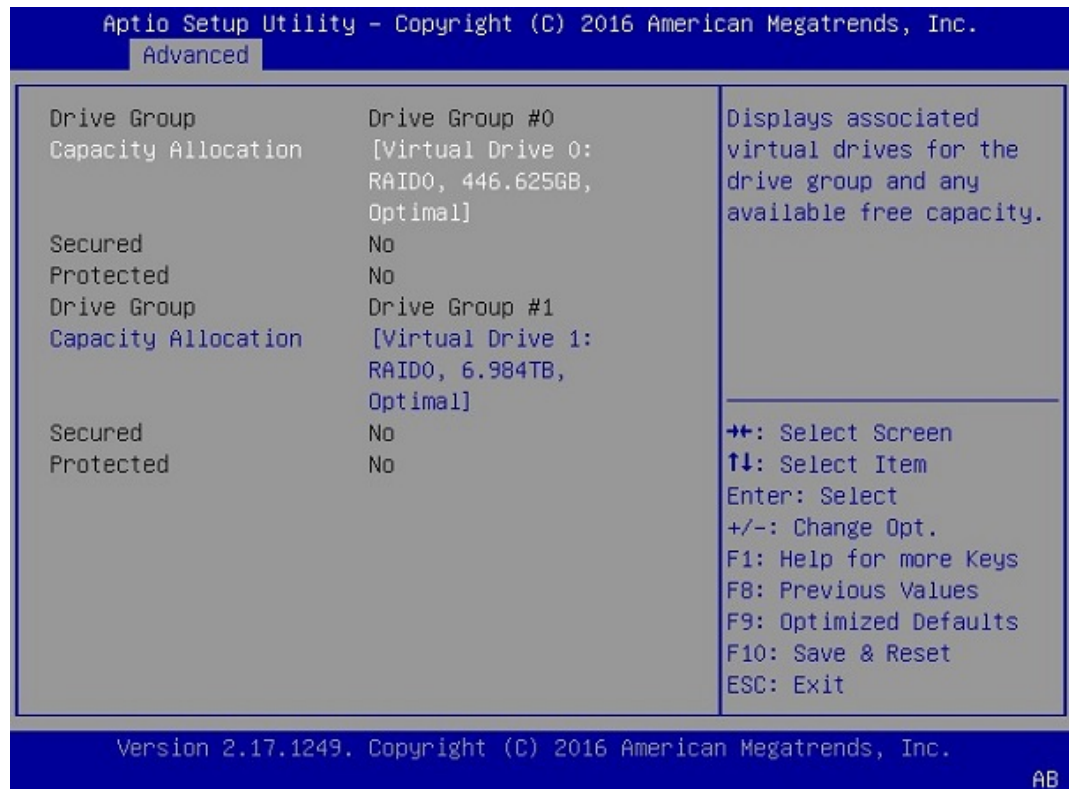 Aptio Setup Utility – Copyright (C) 2016 American Megatrends, Inc.
Advanced
Drive Group Drive Group #0
Capacity Allocation [Virtual Drive 0:
RAID0, 446.625GB,
Optimal]
Secured No
Protected No
Drive Group Drive Group #1
Capacity Allocation [Virtual Drive 1:
RAID0, 6.984TB,
Optimal]
Secured No
Protected No
Displays associated
virtual drives for the
drive group and any
available free capacity.
→←: Select Screen
↑↓: Select Item
Enter: Select
+/-: Change Opt.
F1: Help for more Keys
F8: Previous Values
F9: Optimized Defaults
F10: Save & Reset
ESC: Exit
Version 2.17.1249. Copyright (C) 2016 American Megatrends, Inc.
AB